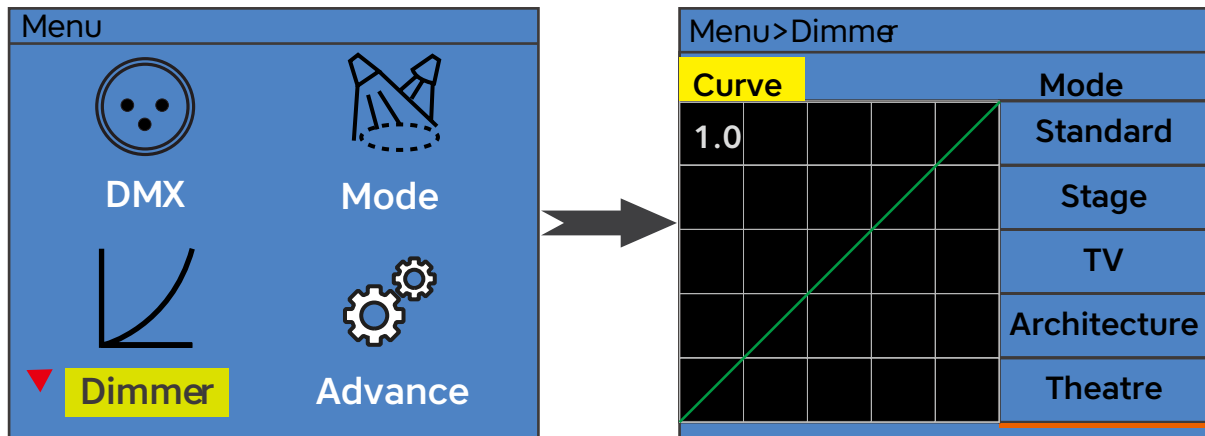 Menu
DMX
Mode
Dimmer
Advance
Menu>Dimmer
Curve
Mode
1.0
Standard
Stage
TV
Architecture
Theatre